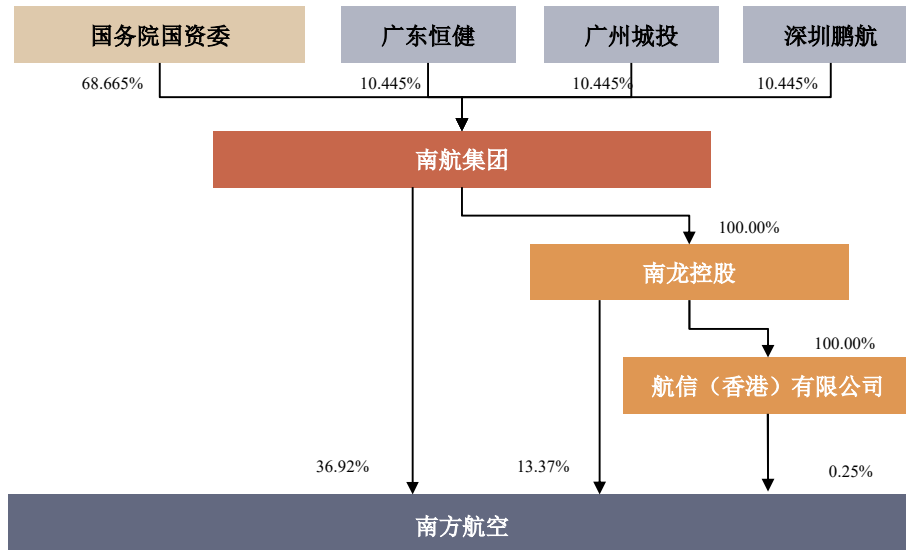 国务院国资委
广东恒健
广州城投
深圳鹏航
68.665%
10.445%
10.445%
10.445%
南航集团
100.00%
南龙控股
100.00%
航信（香港）有限公司
36.92%
13.37%
0.25%
南方航空